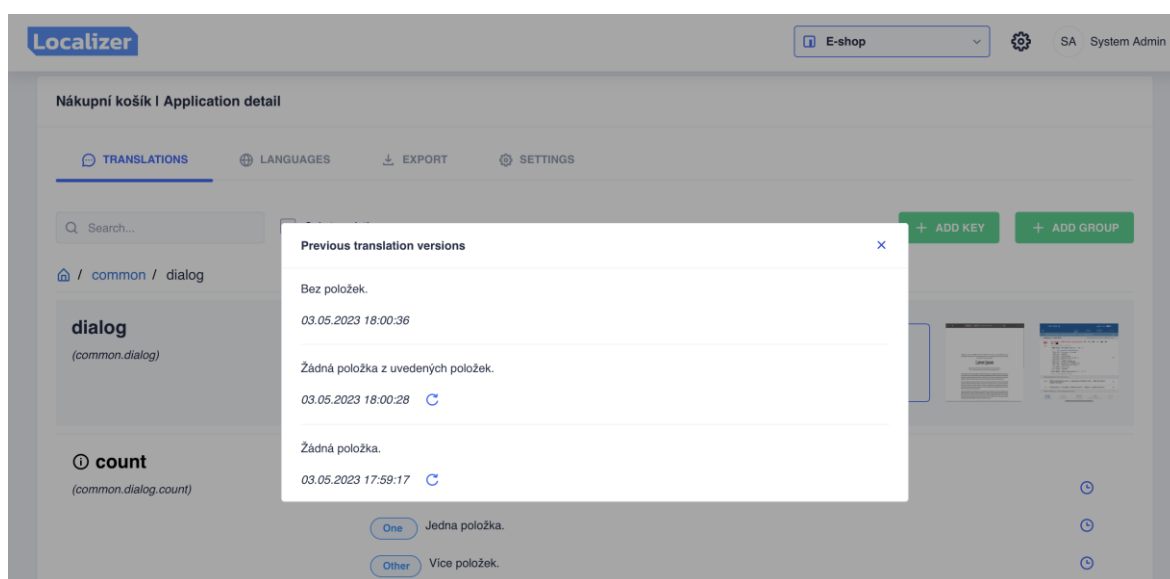 Localizer
E-shop
SA System Admin
Nákupní košík | Application detail
TRANSLATIONS
LANGUAGES
EXPORT
SETTINGS
Search...
+ ADD KEY
+ ADD GROUP
/ common / dialog
Previous translation versions
Bez položek.
03.05.2023 18:00:36
Žádná položka z uvedených položek.
03.05.2023 18:00:28
Žádná položka.
03.05.2023 17:59:17
dialog
(common.dialog)
count
(common.dialog.count)
One Jedna položka.
Other Více položek.